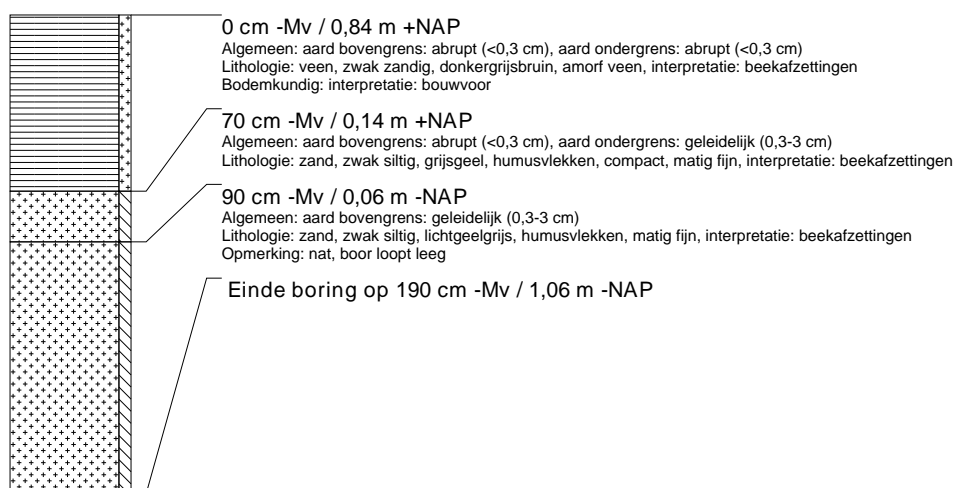 0 cm -Mv / 0,84 m +NAP
Algemeen: aard bovengrens: abrupt (<0,3 cm), aard ondergrens: abrupt (<0,3 cm)
Lithologie: veen, zwak zandig, donkergrijsbruin, amorf veen, interpretatie: beekafzettingen
Bodemkundig: interpretatie: bouwvoor
70 cm -Mv / 0,14 m +NAP
Algemeen: aard bovengrens: abrupt (<0,3 cm), aard ondergrens: geleidelijk (0,3-3 cm)
Lithologie: zand, zwak siltig, grijsgeel, humusvlekken, compact, matig fijn, interpretatie: beekafzettingen
90 cm -Mv / 0,06 m -NAP
Algemeen: aard bovengrens: geleidelijk (0,3-3 cm)
Lithologie: zand, zwak siltig, lichtgeelgrijs, humusvlekken, matig fijn, interpretatie: beekafzettingen
Opmerking: nat, boor loopt leeg
Einde boring op 190 cm -Mv / 1,06 m -NAP